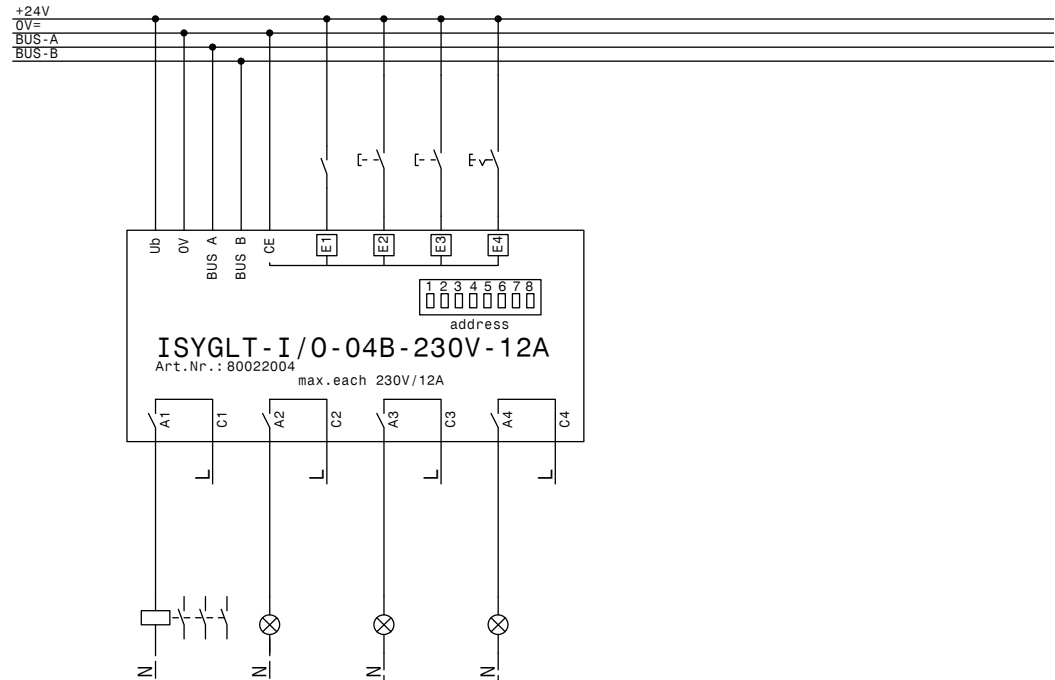 +24V
0V=
BUS-A
BUS-B
Ub
0V
BUS A
BUS B
CE
E1
E2
E3
E4
1 2 3 4 5 6 7 8
address
ISYGLT-I/O-04B-230V-12A
Art.Nr.: 80022004
max.each 230V/12A
A1
C1
A2
C2
A3
C3
A4
C4
L
L
L
L
N
N
N
N